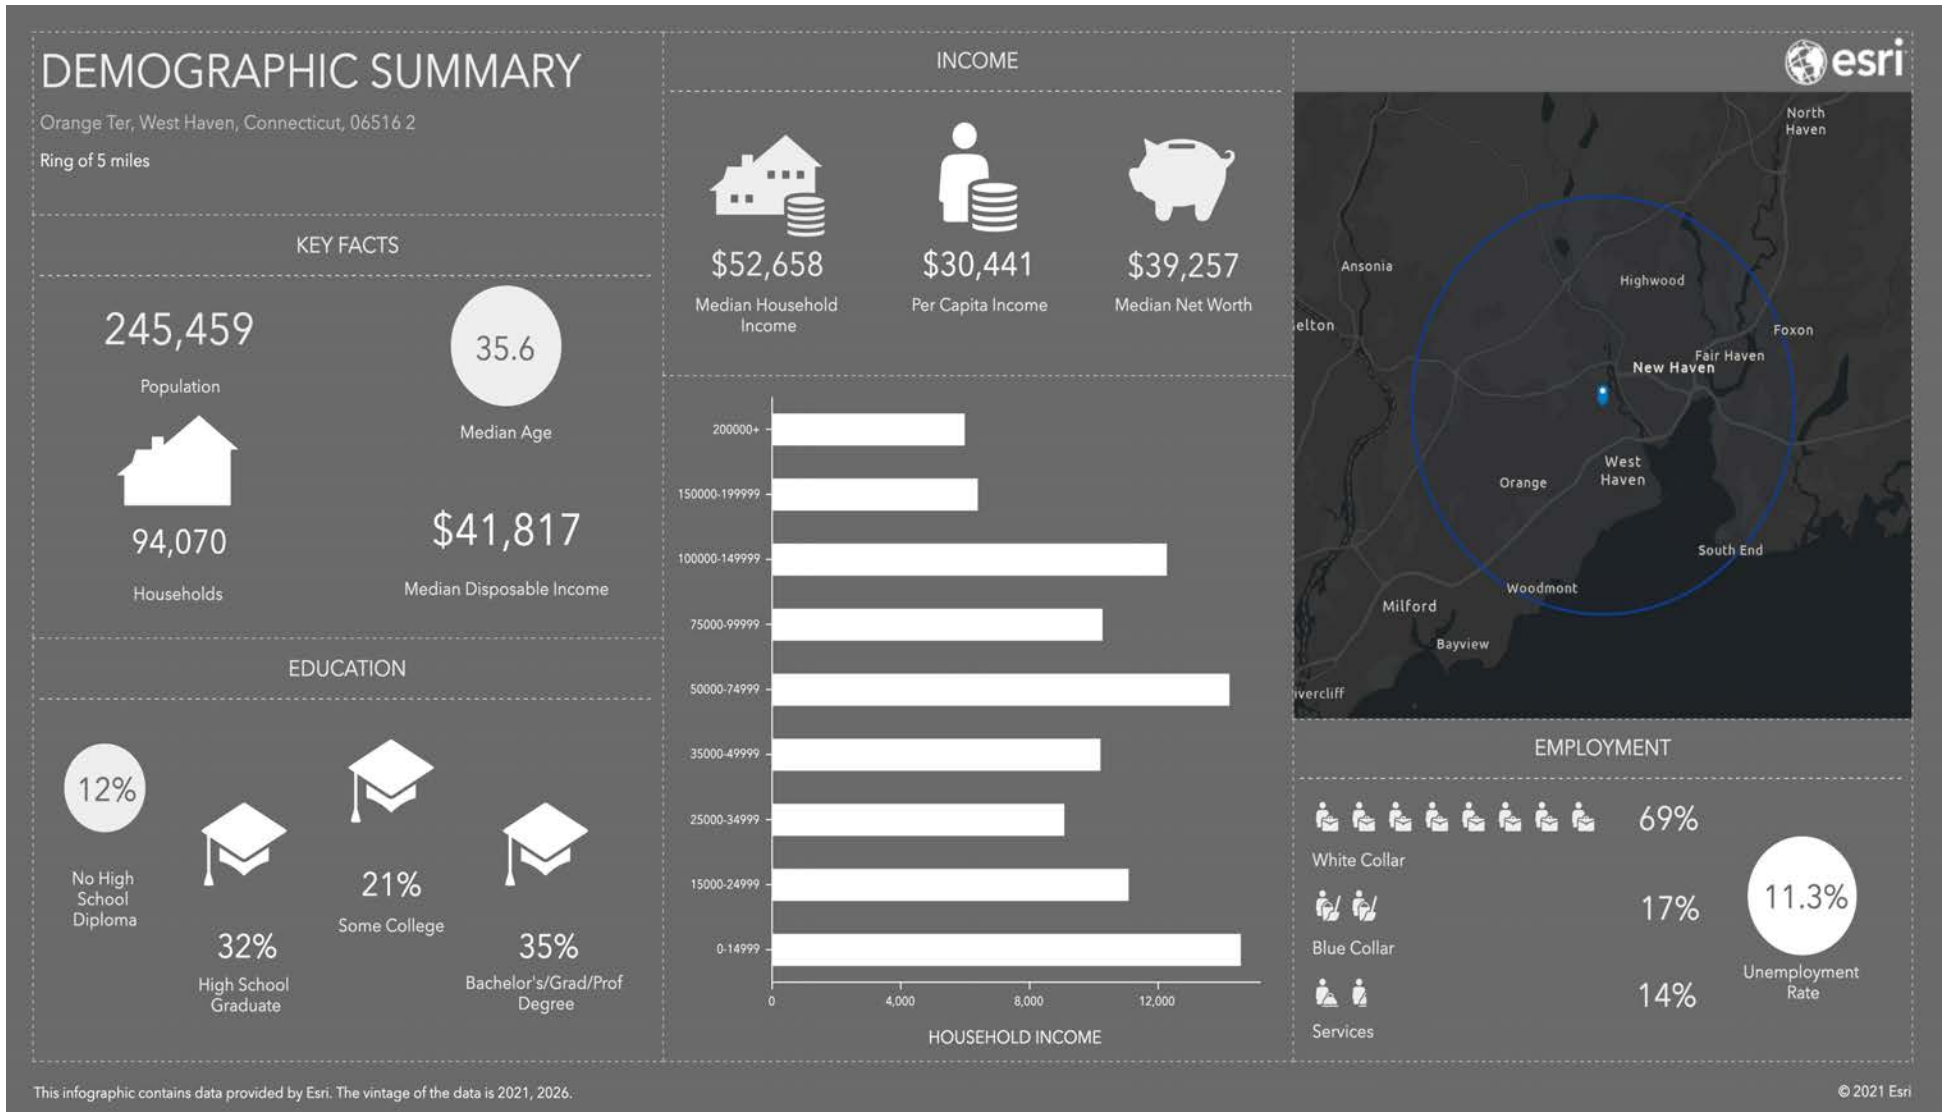 DEMOGRAPHIC SUMMARY
Orange Ter, West Haven, Connecticut, 06516 2
Ring of 5 miles
KEY FACTS
245,459
Population
35.6
Median Age
94,070
Households
$41,817
Median Disposable Income
EDUCATION
12%
No High
School
Diploma
32%
High School
Graduate
21%
Some College
35%
Bachelor's/Grad/Prof
Degree
INCOME
$52,658
Median Household
Income
$30,441
Per Capita Income
$39,257
Median Net Worth
200000+
150000-199999
100000-149999
75000-99999
50000-74999
35000-49999
25000-34999
15000-24999
0-14999
0 4,000 8,000 12,000
HOUSEHOLD INCOME
esri
North
Haven
Ansonia
Highwood
elton
Foxon
Fair Haven
New Haven
West
Haven
Orange
South End
Woodmont
Milford
Bayview
vercliff
EMPLOYMENT
69%
White Collar
17%
Blue Collar
14%
Services
11.3%
Unemployment
Rate
This infographic contains data provided by Esri. The vintage of the data is 2021, 2026.
© 2021 Esri